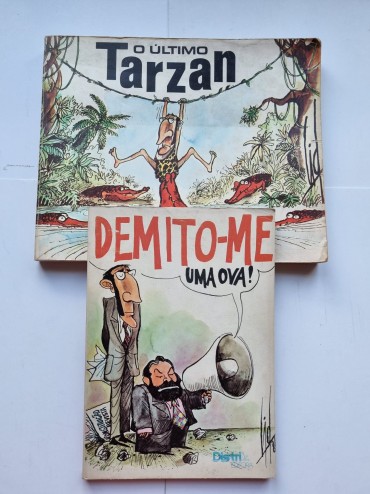 O ÚLTIMO
Tarzan
DEMITO-ME
UMA OVA!
Distri